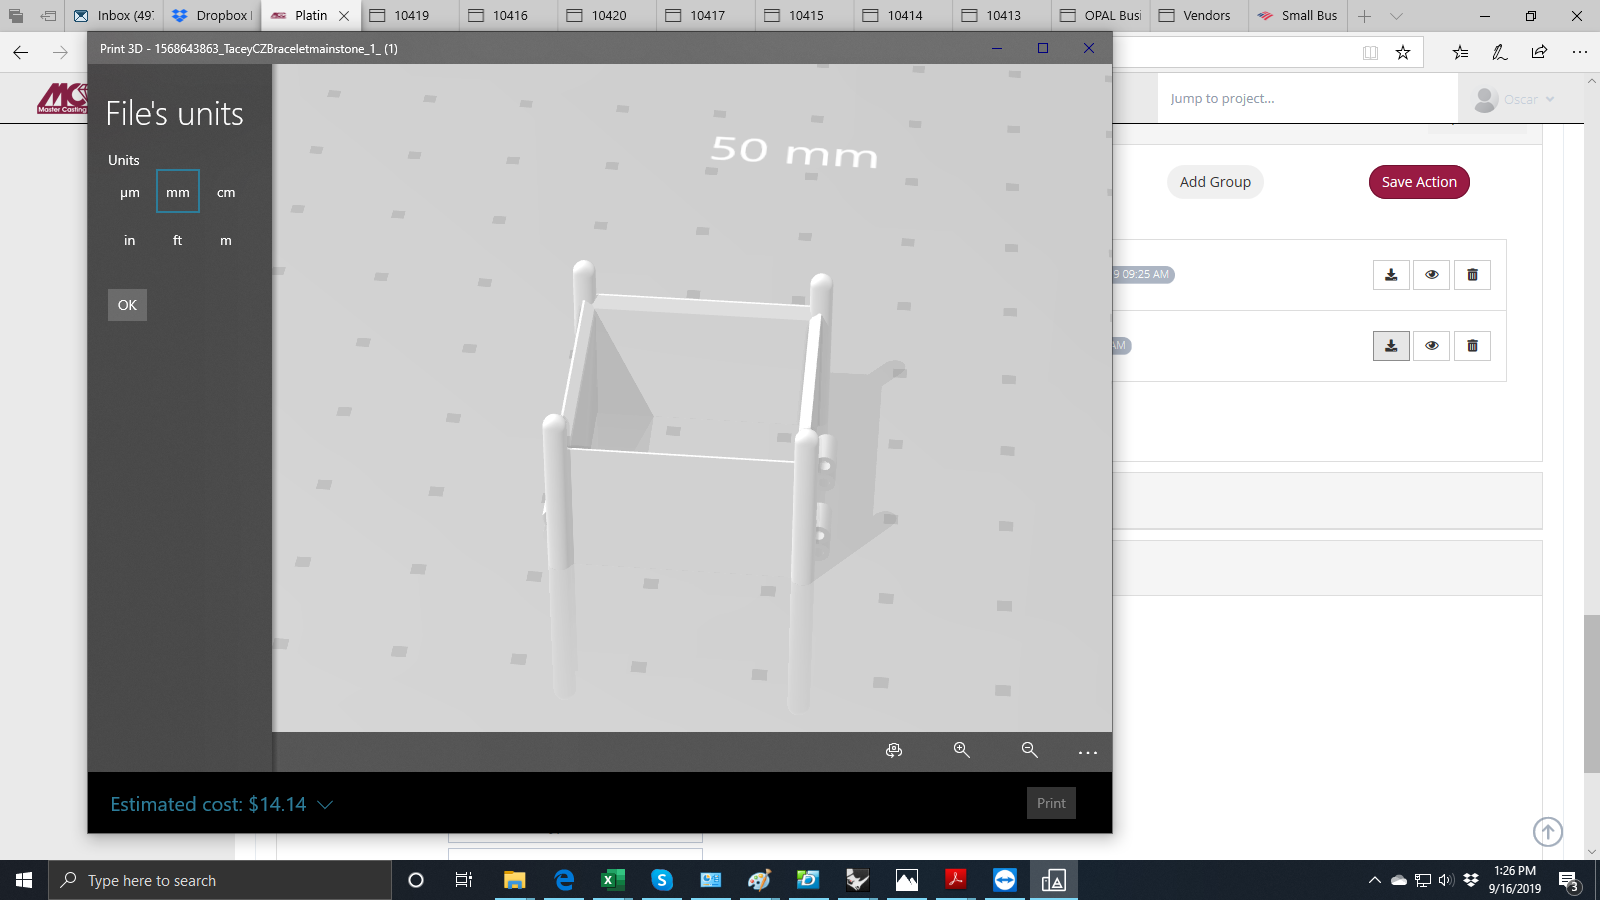 Inbox (49
Dropbox
Platin
10419
10416
10420
10417
10415
10414
10413
OPAL Busi
Vendors
Small Bus
Print 3D - 1568643863_TaceyCZBraceletmainstone_1_ (1)
MC
Master Casting
Jump to project...
Oscar
File's units
Units
µm
mm
cm
in
ft
m
OK
50 mm
Add Group
Save Action
9 09:25 AM
AM
Estimated cost: $14.14
Print
Type here to search
1:26 PM
9/16/2019
3